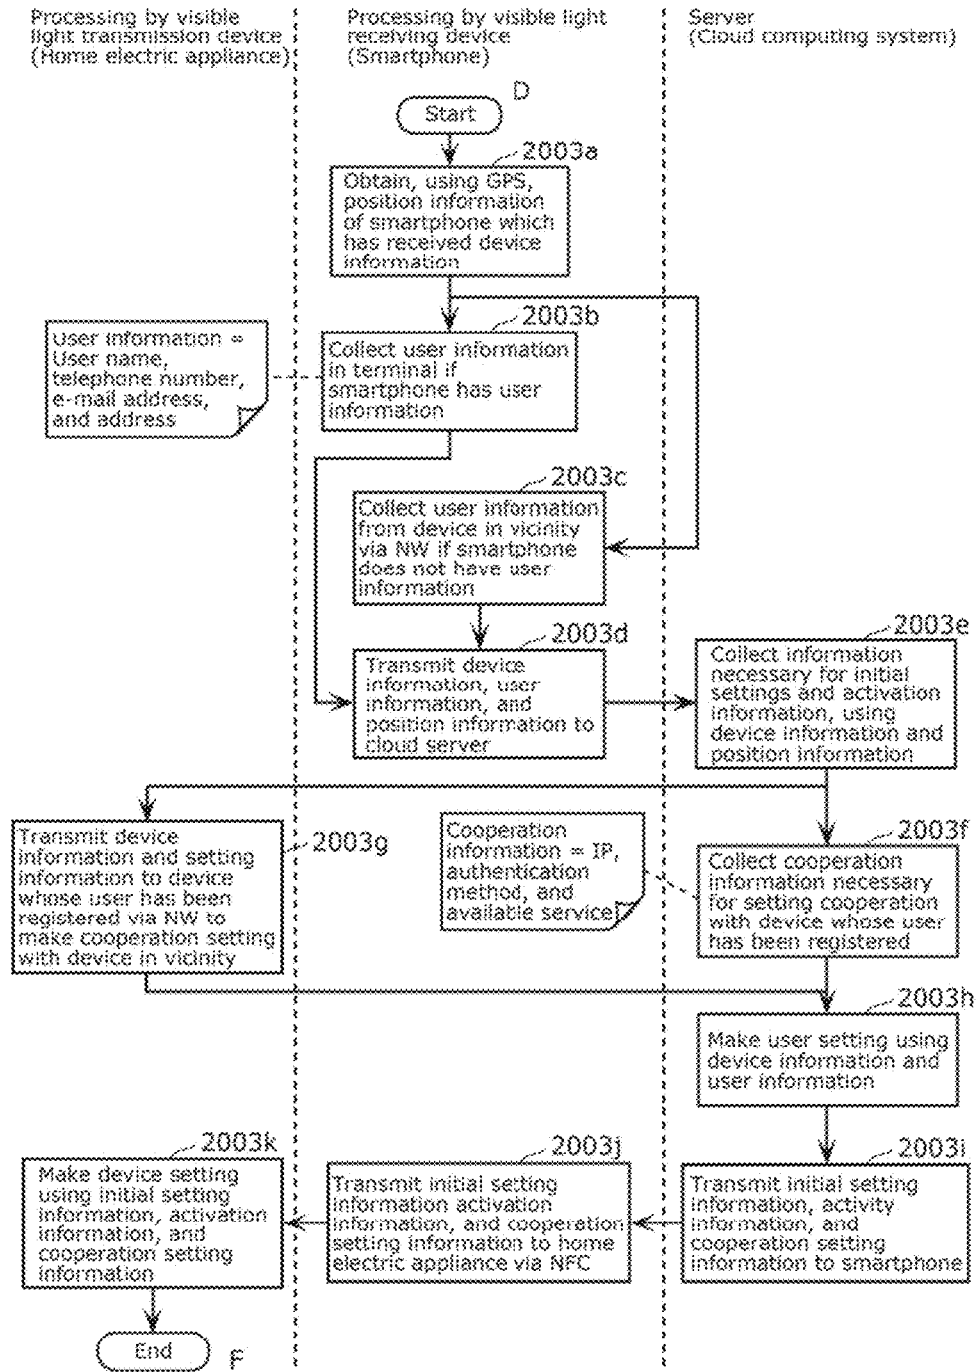 Processing by visible
light transmission device
(Home electric appliance)
Processing by visible light
receiving device
(Smartphone)
Server
(Cloud computing system)
D
Start
2003a
Obtain, using GPS,
position information
of smartphone which
has received device
information
2003b
Collect user information
in terminal if
smartphone has user
information
User information =
User name,
telephone number,
e-mail address,
and address
2003c
Collect user information
from device in vicinity
via NW if smartphone
does not have user
information
2003d
Transmit device
information, user
information, and
position information to
cloud server
2003e
Collect information
necessary for initial
settings and activation
information, using
device information and
position information
2003g
Transmit device
information and setting
information to device
whose user has been
registered via NW to
make cooperation setting
with device in vicinity
Cooperation
information = IP,
authentication
method, and
available service
2003f
Collect cooperation
information necessary
for setting cooperation
with device whose user
has been registered
2003h
Make user setting using
device information and
user information
2003i
Transmit initial setting
information, activity
information, and
cooperation setting
information to smartphone
2003j
Transmit initial setting
information activation
information, and cooperation
setting information to home
electric appliance via NFC
2003k
Make device setting
using initial setting
information, activation
information, and
cooperation setting
information
End
F